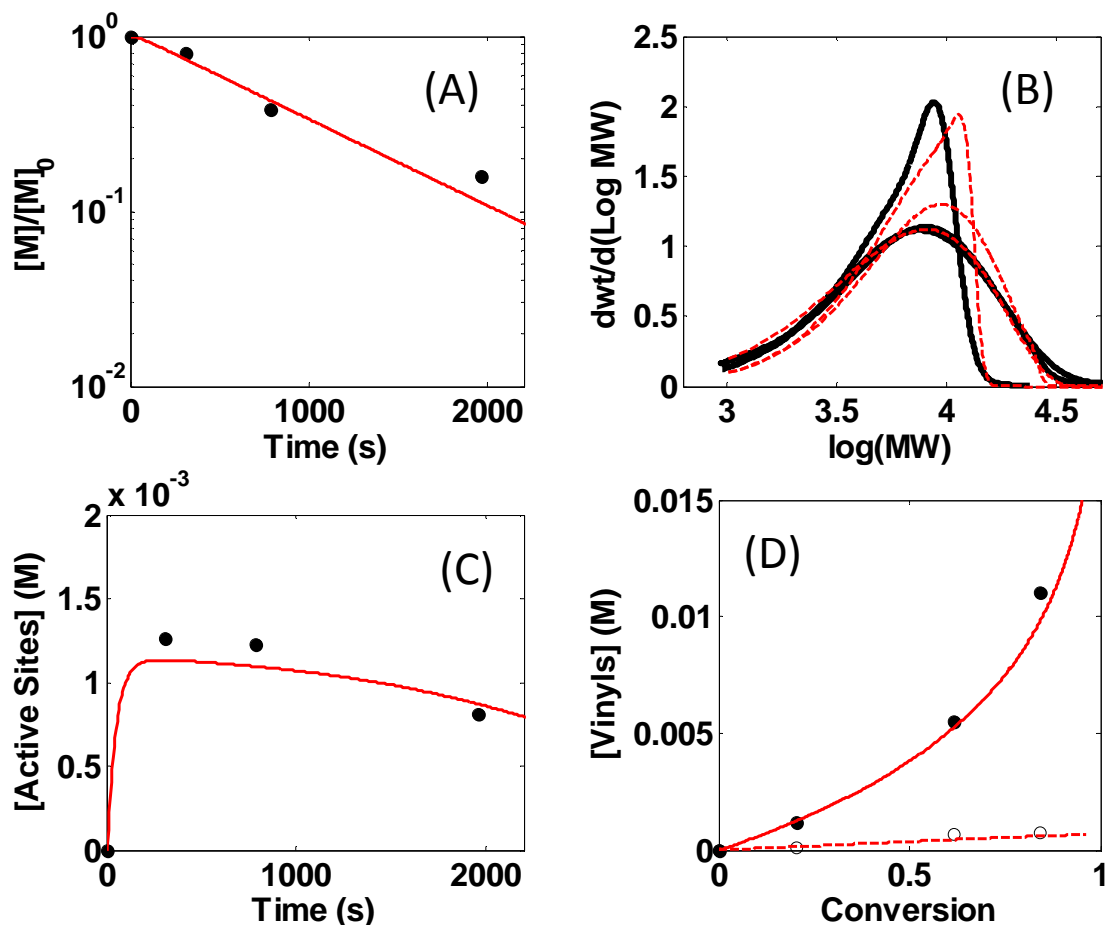 10^0
10^-1
10^-2
[M]/[M]_0
(A)
0 1000 2000
Time (s)
2.5
2
1.5
1
0.5
0
dwt/d(Log MW)
(B)
3 3.5 4 4.5
log(MW)
x 10^-3
2
1.5
1
0.5
0
[Active Sites] (M)
(C)
0 1000 2000
Time (s)
0.015
0.01
0.005
0
[Vinyls] (M)
(D)
0 0.5 1
Conversion